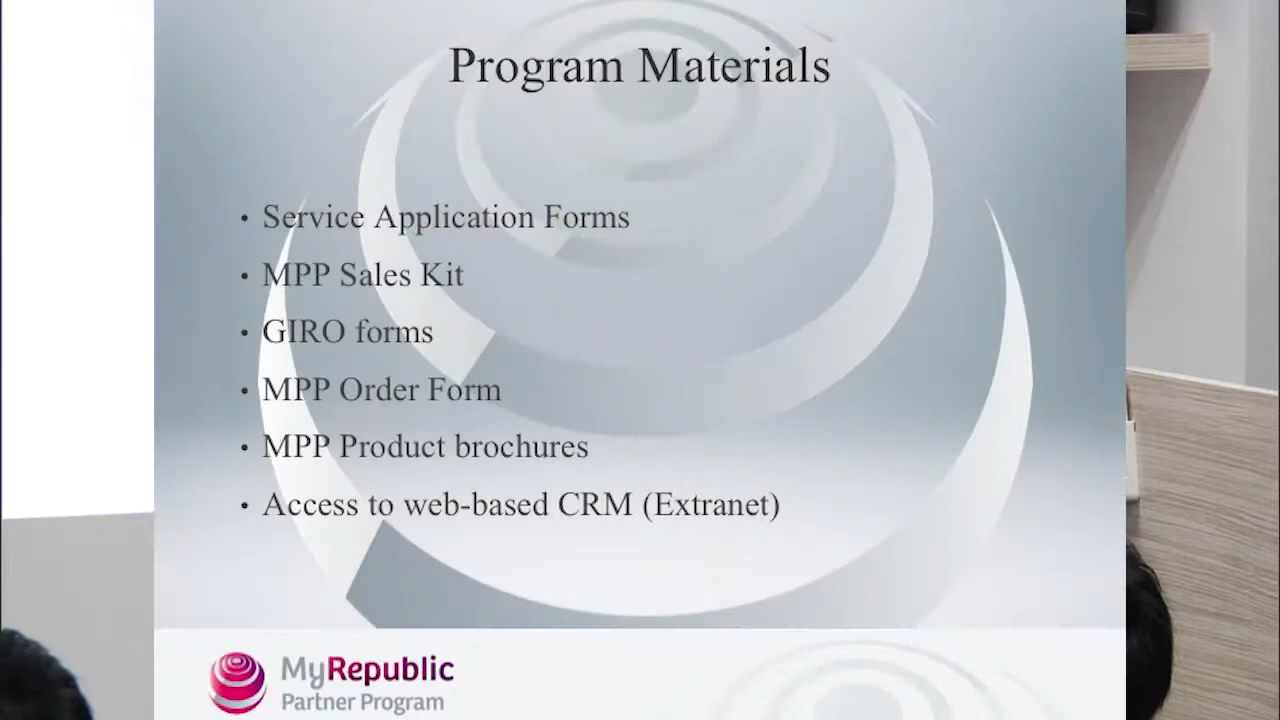 Program Materials
• Service Application Forms
• MPP Sales Kit
• GIRO forms
• MPP Order Form
• MPP Product brochures
• Access to web-based CRM (Extranet)
MyRepublic
Partner Program